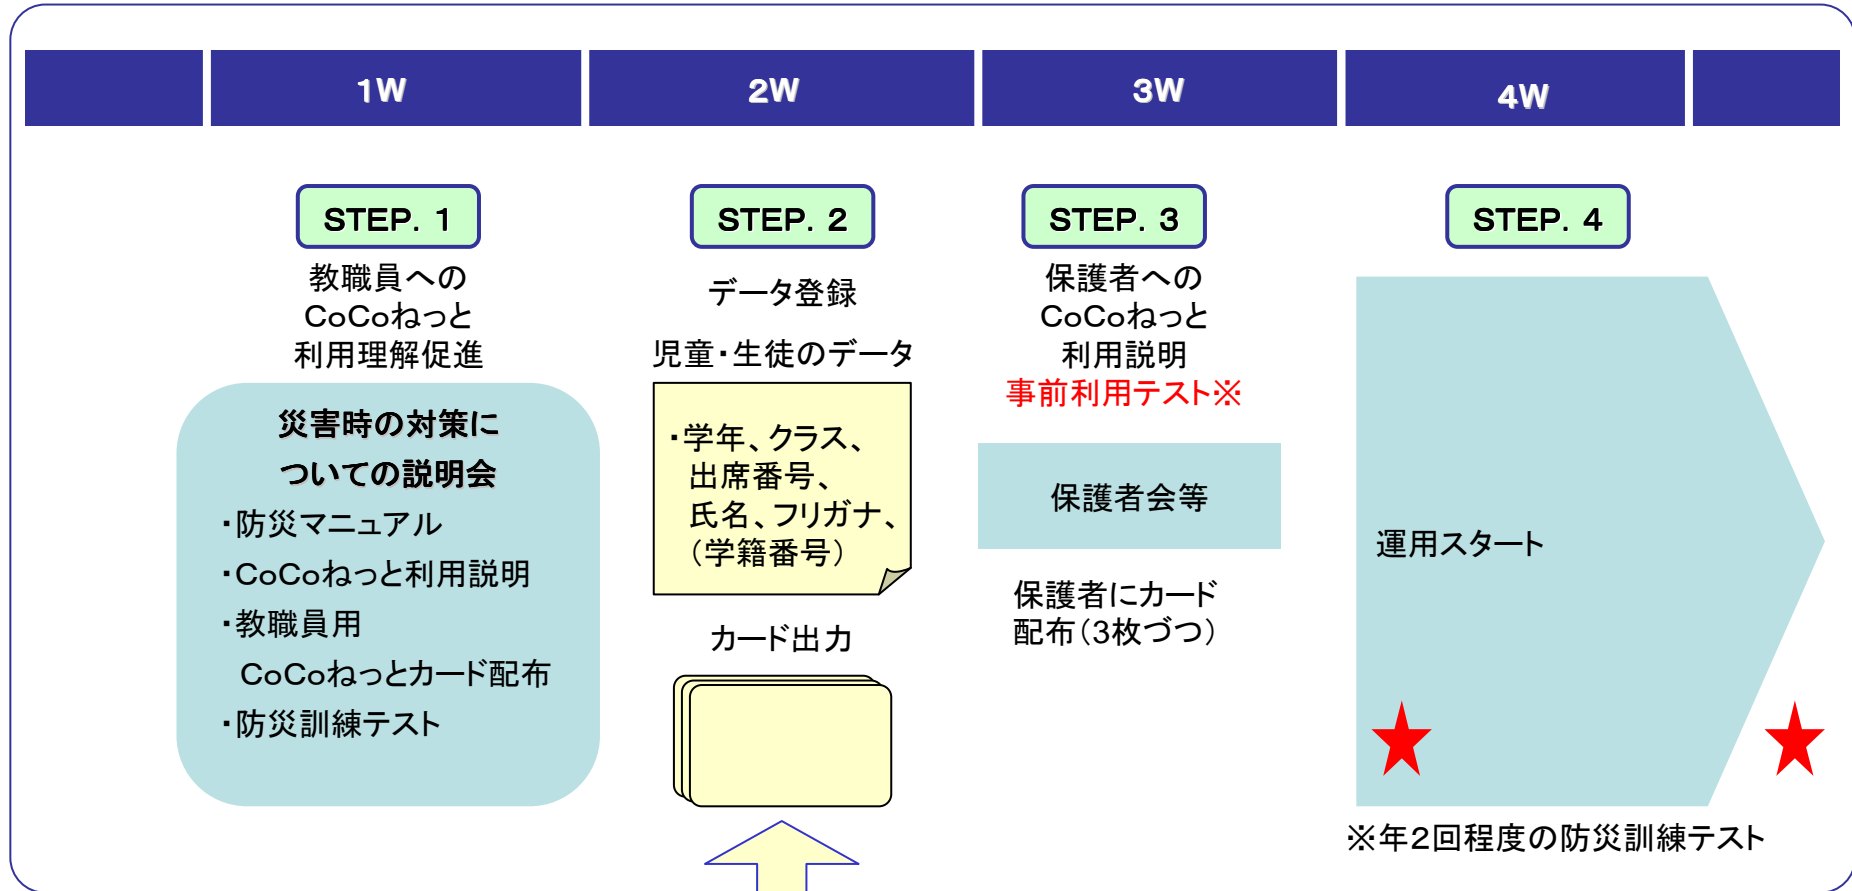 1W
2W
3W
4W
STEP．1
教職員への
CoCoねっと
利用理解促進
災害時の対策に
ついての説明会
・防災マニュアル
・CoCoねっと利用説明
・教職員用
CoCoねっとカード配布
・防災訓練テスト
STEP．2
データ登録
児童・生徒のデータ
・学年、クラス、
出席番号、
氏名、フリガナ、
（学籍番号）
カード出力
STEP．3
保護者への
CoCoねっと
利用説明
事前利用テスト※
保護者会等
保護者にカード
配布（3枚づつ）
STEP．4
運用スタート
※年2回程度の防災訓練テスト